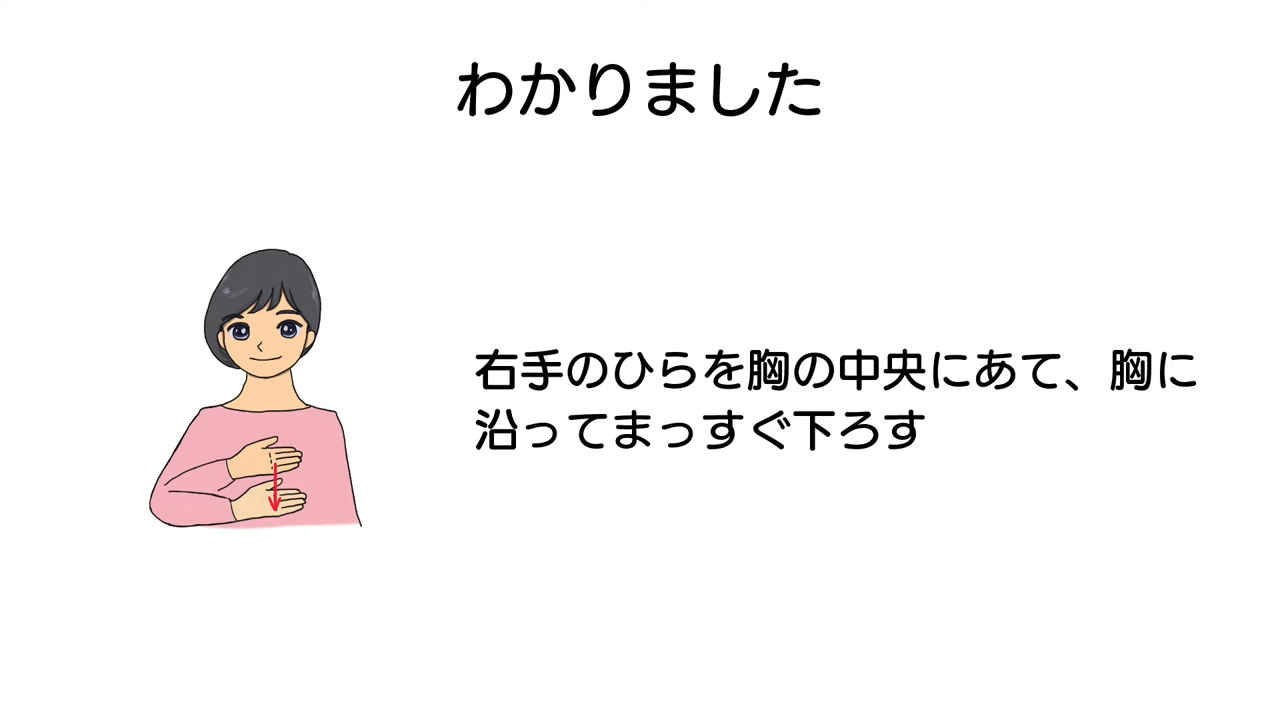 わかりました
右手のひらを胸の中央にあて、胸に
沿ってまっすぐ下ろす